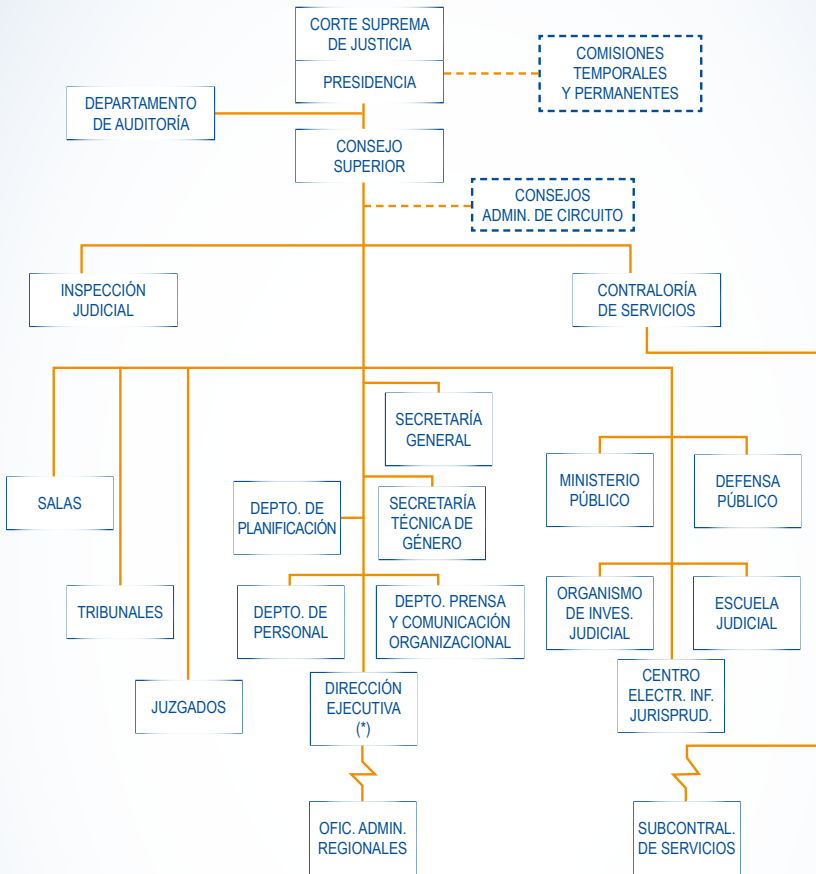 CORTE SUPREMA
DE JUSTICIA
PRESIDENCIA
COMISIONES
TEMPORALES
Y PERMANENTES
DEPARTAMENTO
DE AUDITORÍA
CONSEJO
SUPERIOR
CONSEJOS
ADMIN. DE CIRCUITO
INSPECCIÓN
JUDICIAL
CONTRALORÍA
DE SERVICIOS
SECRETARÍA
GENERAL
SALAS
DEPTO. DE
PLANIFICACIÓN
SECRETARÍA
TÉCNICA DE
GÉNERO
MINISTERIO
PÚBLICO
DEFENSA
PÚBLICO
TRIBUNALES
DEPTO. DE
PERSONAL
DEPTO. PRENSA
Y COMUNICACIÓN
ORGANIZACIONAL
ORGANISMO
DE INVES.
JUDICIAL
ESCUELA
JUDICIAL
JUZGADOS
DIRECCIÓN
EJECUTIVA
(*)
CENTRO
ELECTR. INF.
JURISPRUD.
OFIC. ADMIN.
REGIONALES
SUBCONTRAL.
DE SERVICIOS